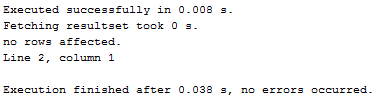 Executed successfully in 0.008 s.
Fetching resultset took 0 s.
no rows affected.
Line 2, column 1
Execution finished after 0.038 s, no errors occurred.